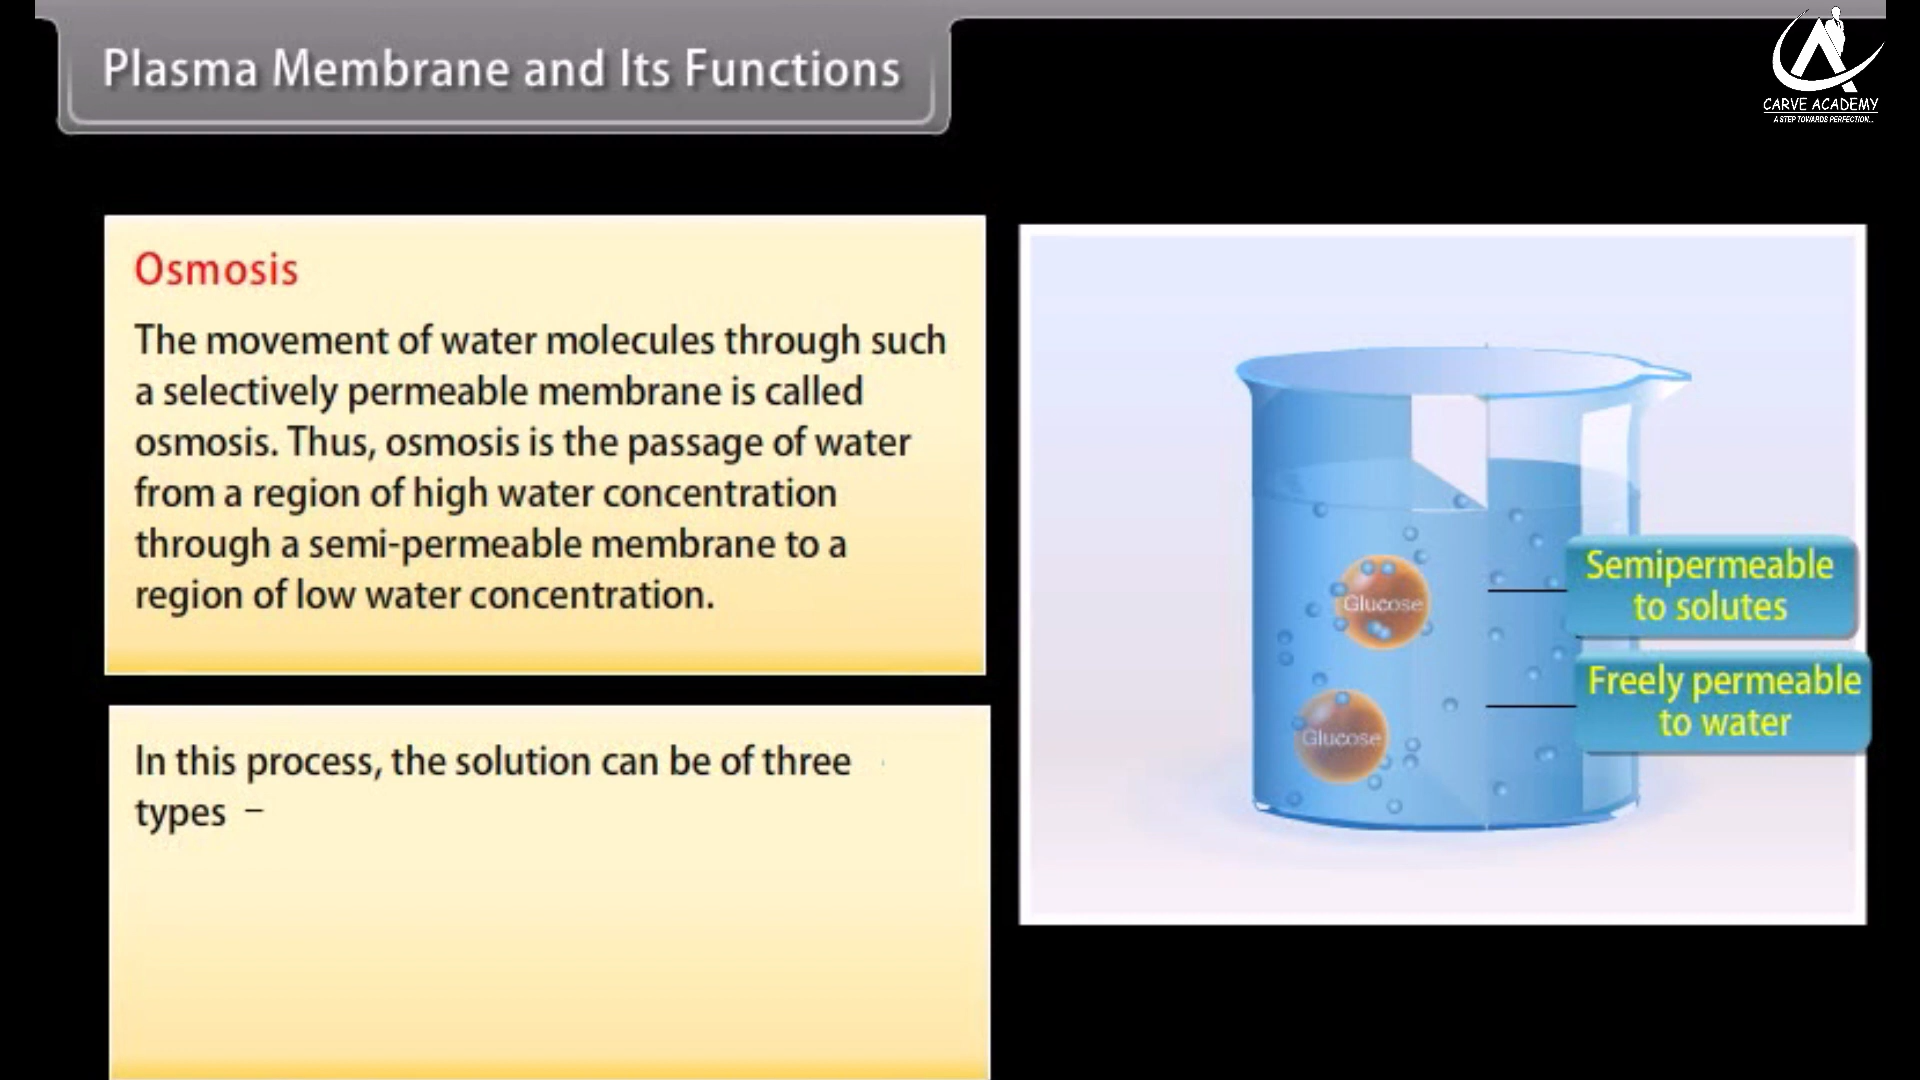 Plasma Membrane and Its Functions
CARVE ACADEMY
A STEP TOWARDS PERFECTION...
Osmosis
The movement of water molecules through such
a selectively permeable membrane is called
osmosis. Thus, osmosis is the passage of water
from a region of high water concentration
through a semi-permeable membrane to a
region of low water concentration.
In this process, the solution can be of three
types –
Glucose
Glucose
Semipermeable
to solutes
Freely permeable
to water